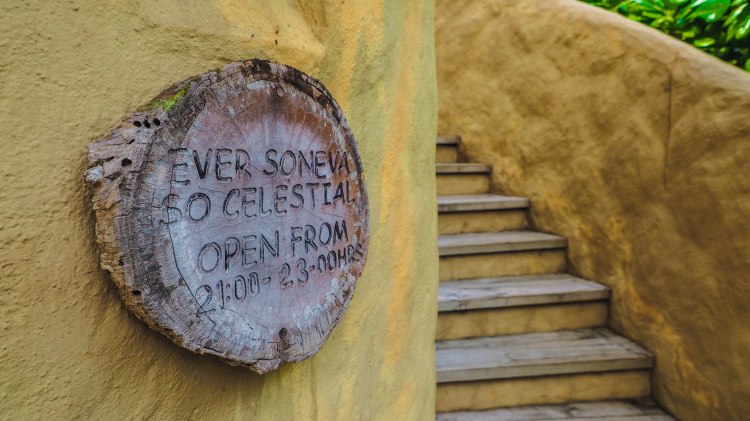 EVER SONEVA
SO CELESTIAL
OPEN FROM
21:00- 23:00HRS